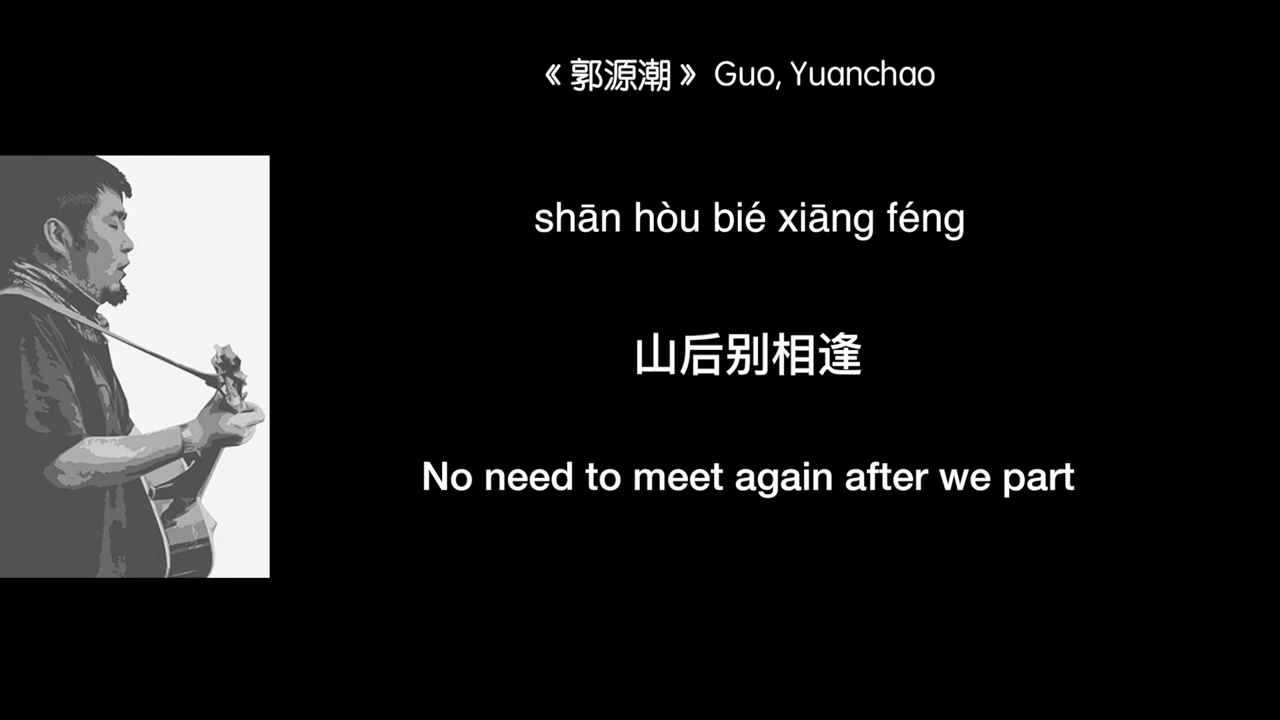 《郭源潮》 Guo, Yuanchao
shān hòu bié xiāng féng
山后别相逢
No need to meet again after we part